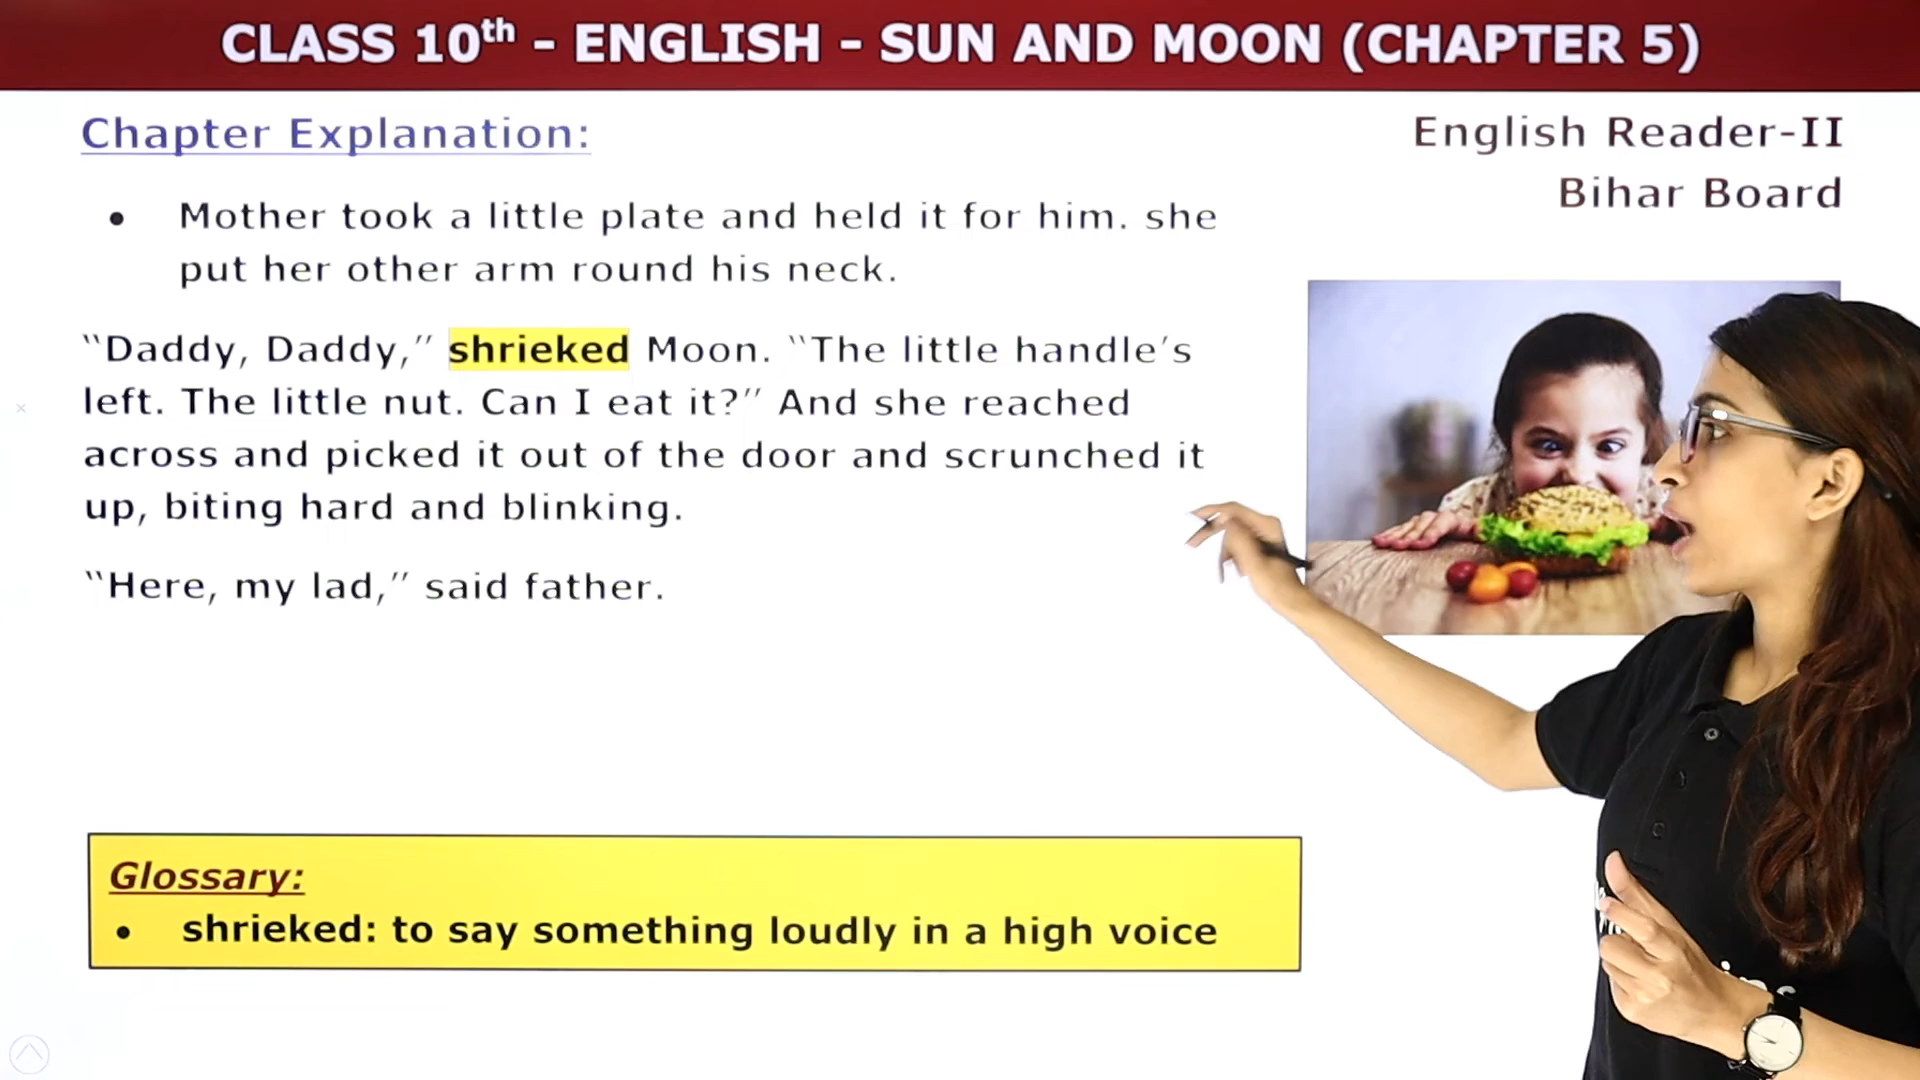 CLASS 10th - ENGLISH - SUN AND MOON (CHAPTER 5)
Chapter Explanation:
English Reader-II
Bihar Board
• Mother took a little plate and held it for him. she
put her other arm round his neck.
“Daddy, Daddy,” shrieked Moon. “The little handle’s
left. The little nut. Can I eat it?” And she reached
across and picked it out of the door and scrunched it
up, biting hard and blinking.
“Here, my lad,” said father.
Glossary:
• shrieked: to say something loudly in a high voice